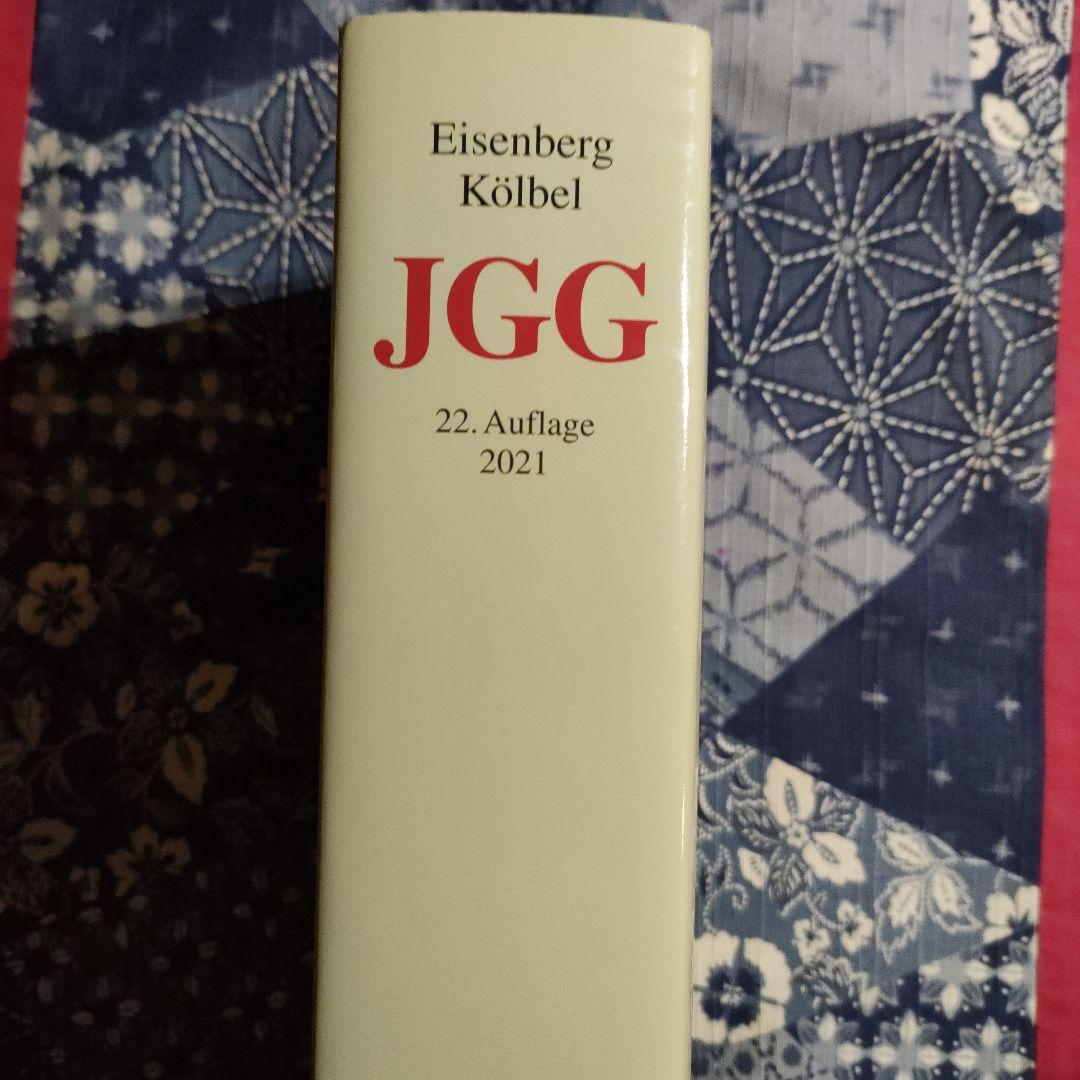 Eisenberg
Kölbel
JGG
22. Auflage
2021